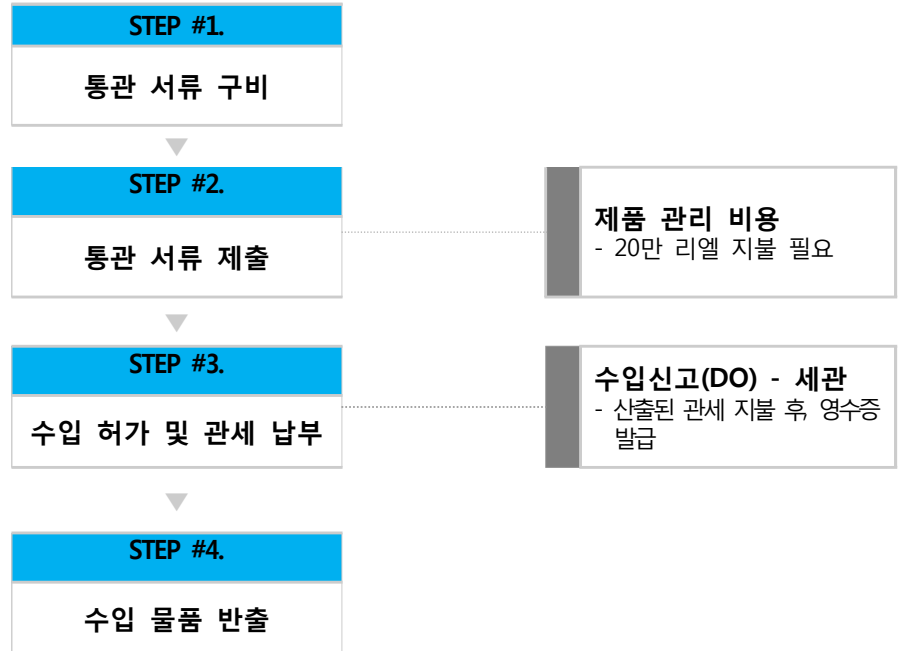 STEP #1.
통관 서류 구비
STEP #2.
통관 서류 제출
제품 관리 비용
- 20만 리엘 지불 필요
STEP #3.
수입 허가 및 관세 납부
수입신고(DO) - 세관
- 산출된 관세 지불 후, 영수증
발급
STEP #4.
수입 물품 반출